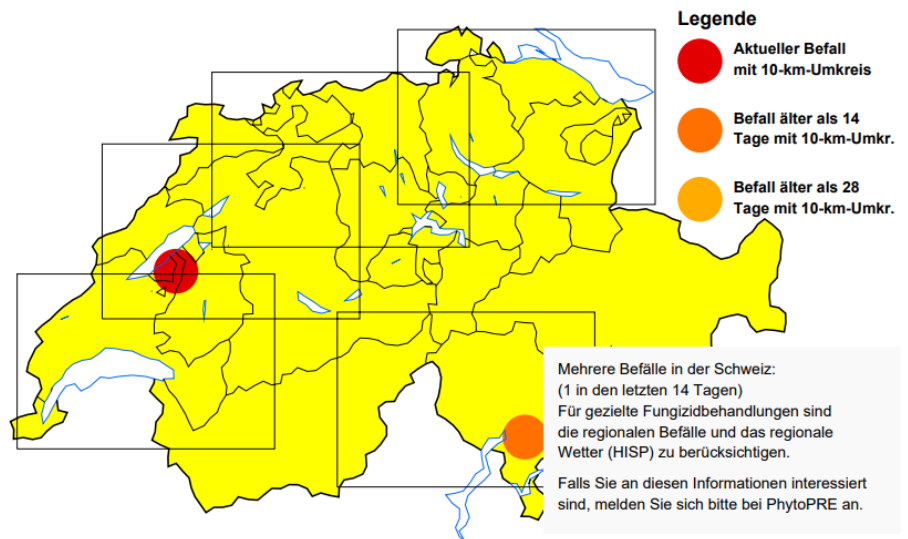 Legende
Aktueller Befall
mit 10-km-Umkreis
Befall älter als 14
Tage mit 10-km-Umkr.
Befall älter als 28
Tage mit 10-km-Umkr.
Mehrere Befälle in der Schweiz:
(1 in den letzten 14 Tagen)
Für gezielte Fungizidbehandlungen sind
die regionalen Befälle und das regionale
Wetter (HISP) zu berücksichtigen.
Falls Sie an diesen Informationen interessiert
sind, melden Sie sich bitte bei PhytoPRE an.